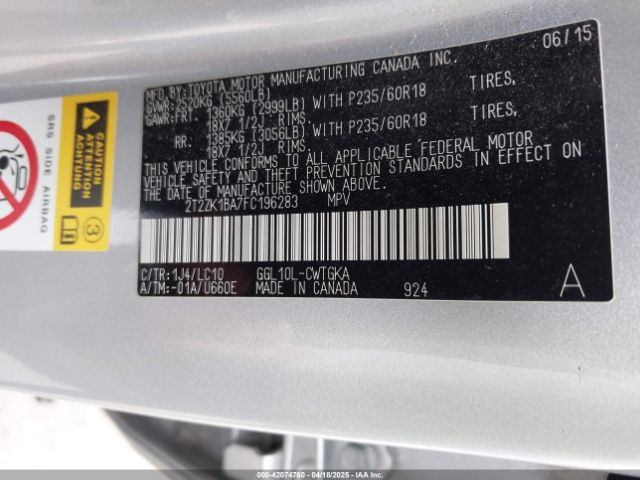 06/15
MFD. BY: TOYOTA MOTOR MANUFACTURING CANADA INC.
GVWR: 2520KG (5560LB)
GAWR: FRT. 1360KG (2999LB) WITH P235/60R18 TIRES,
18X7 1/2J RIMS.
RR. 1385KG (3056LB) WITH P235/60R18 TIRES,
18X7 1/2J RIMS.
THIS VEHICLE CONFORMS TO ALL APPLICABLE FEDERAL MOTOR
VEHICLE SAFETY AND THEFT PREVENTION STANDARDS IN EFFECT ON
THE DATE OF MANUFACTURE SHOWN ABOVE.
2T2ZK1BA7FC196283 MPV
C/TR: 1J4/LC10 GGL10L-CWTGKA
A/TM: -01A/U660E MADE IN CANADA 924 A
SRS SIDE AIRBAG
ATTENTION
ACHTUNG
3
000-42074760 - 04/18/2025 - IAA Corp.